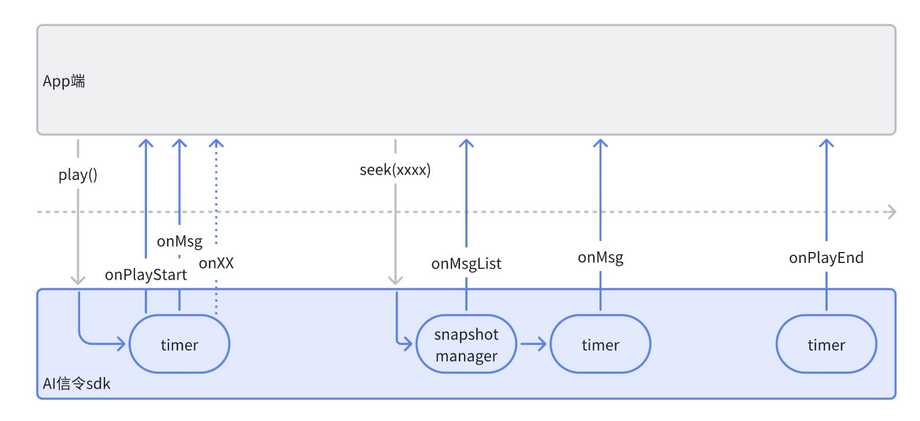 App端
play()
seek(xxxx)
onMsg
onPlayStart
onXX
onMsgList
onMsg
onPlayEnd
timer
snapshot
manager
timer
timer
AI信令sdk